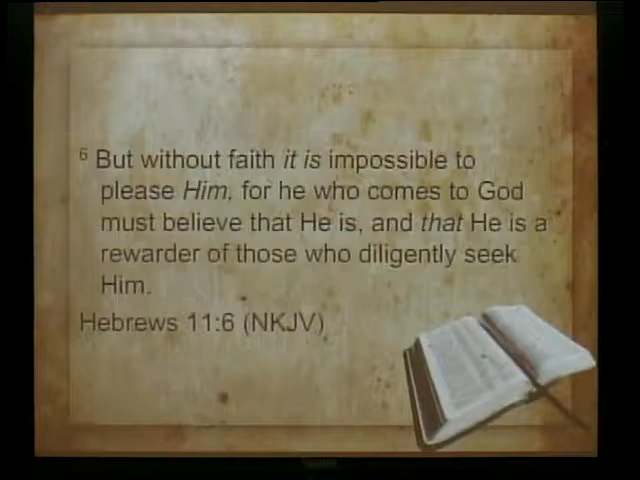 6 But without faith it is impossible to
please Him, for he who comes to God
must believe that He is, and that He is a
rewarder of those who diligently seek
Him.
Hebrews 11:6 (NKJV)